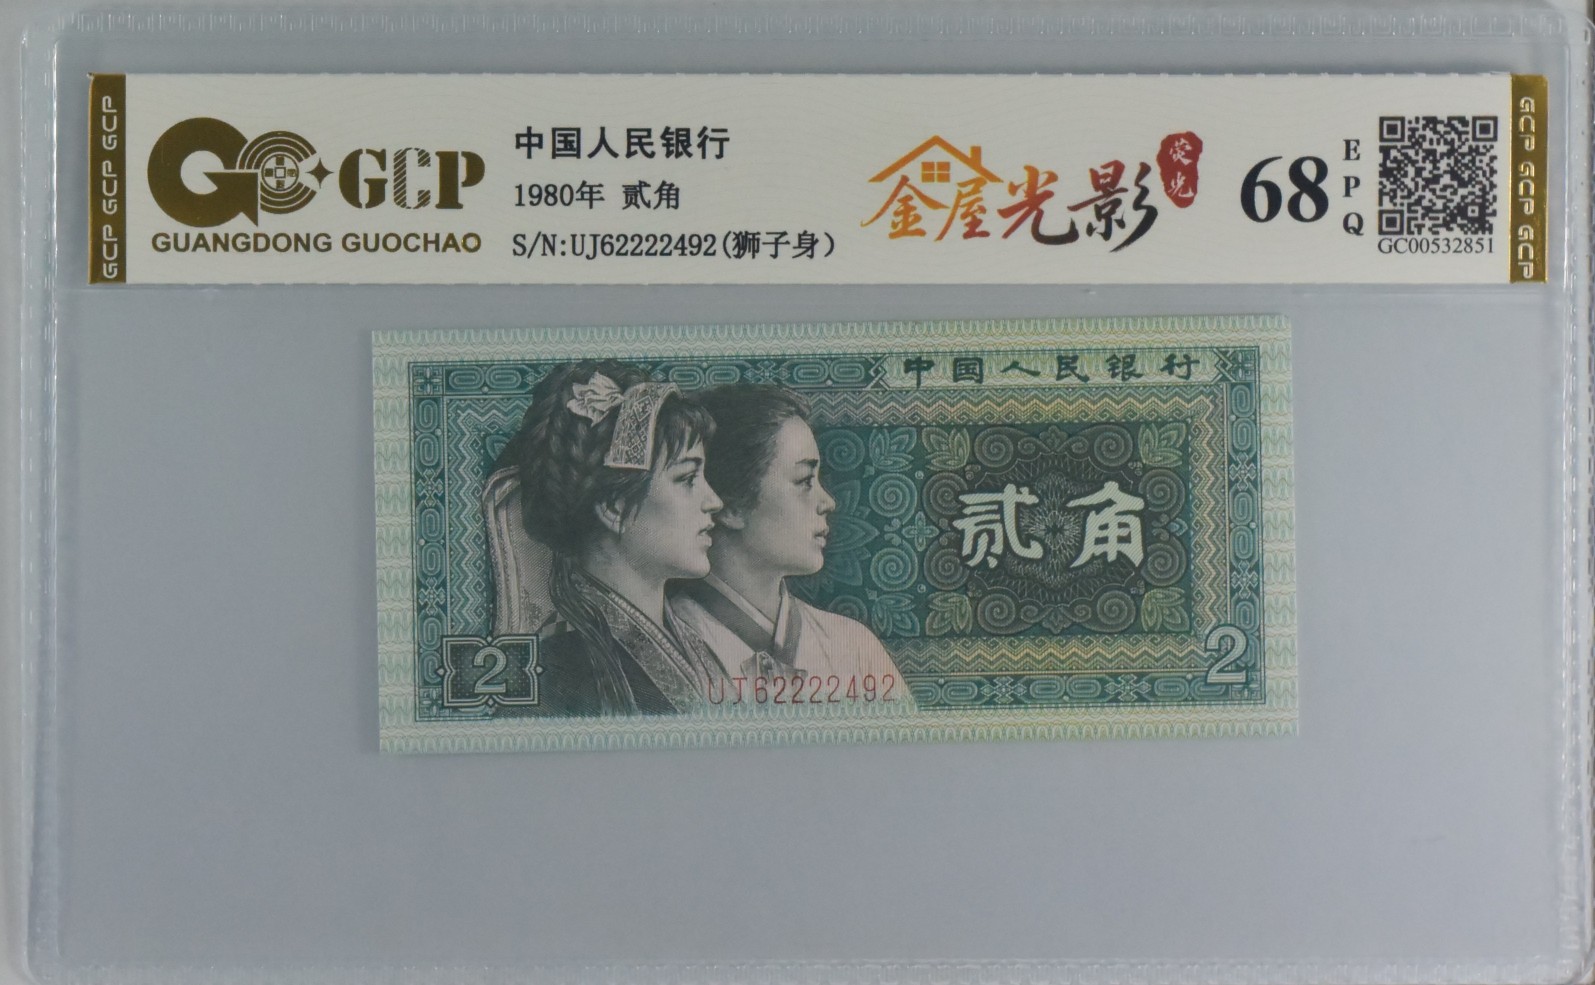 GCP GCP GCP
GCP
GUANGDONG GUOCHAO
中国人民银行
1980年 贰角
S/N:UJ62222492(狮子身)
金屋光影
荧光
68
EPQ
GC00532851
GCP GCP GCP
中国人民银行
贰角
2
2
UJ62222492